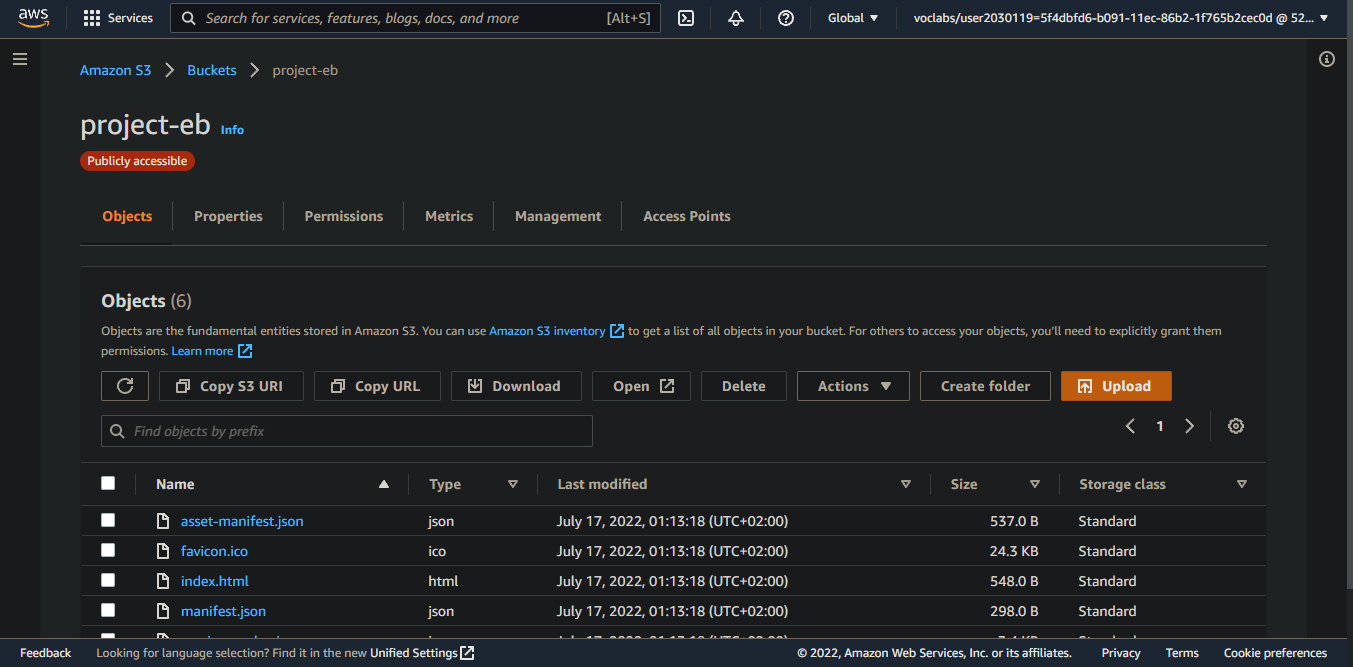 aws Services Search for services, features, blogs, docs, and more [Alt+S] Global ▼ voclabs/user2030119=5f4dbfd6-b091-11ec-86b2-1f765b2cec0d @ 52... ▼
Amazon S3 > Buckets > project-eb
project-eb Info
Publicly accessible
Objects Properties Permissions Metrics Management Access Points
Objects (6)
Objects are the fundamental entities stored in Amazon S3. You can use Amazon S3 inventory to get a list of all objects in your bucket. For others to access your objects, you'll need to explicitly grant them
permissions. Learn more
Copy S3 URI Copy URL Download Open Delete Actions ▼ Create folder Upload
Find objects by prefix < 1 >
Name ▲ Type ▽ Last modified ▽ Size ▽ Storage class ▽
asset-manifest.json json July 17, 2022, 01:13:18 (UTC+02:00) 537.0 B Standard
favicon.ico ico July 17, 2022, 01:13:18 (UTC+02:00) 24.3 KB Standard
index.html html July 17, 2022, 01:13:18 (UTC+02:00) 548.0 B Standard
manifest.json json July 17, 2022, 01:13:18 (UTC+02:00) 298.0 B Standard
Feedback Looking for language selection? Find it in the new Unified Settings © 2022, Amazon Web Services, Inc. or its affiliates. Privacy Terms Cookie preferences